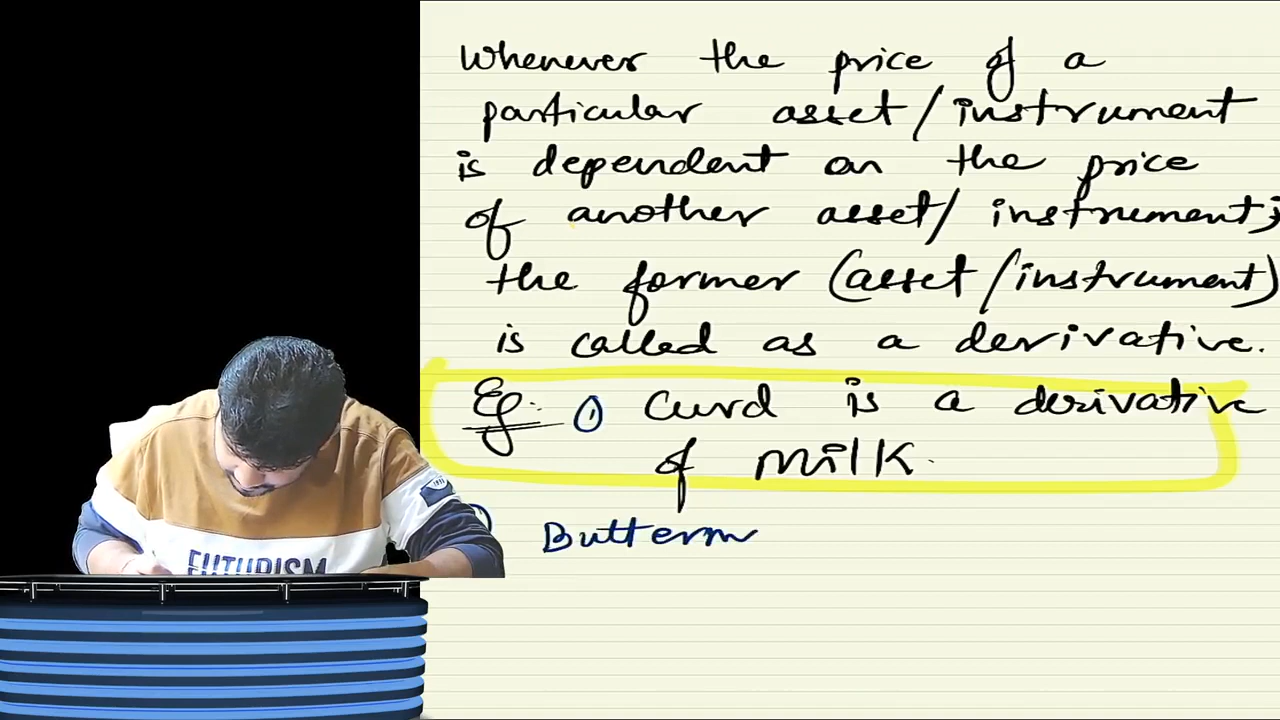 Whenever the price of a
particular asset/instrument
is dependent on the price
of another asset/ instrument;
the former (asset/instrument)
is called as a derivative.
Eg: ① Curd is a derivative
of Milk.
Butterm
FUTURISM